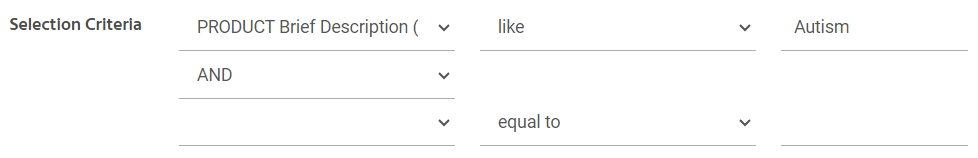 Selection Criteria PRODUCT Brief Description ( like Autism
AND
equal to